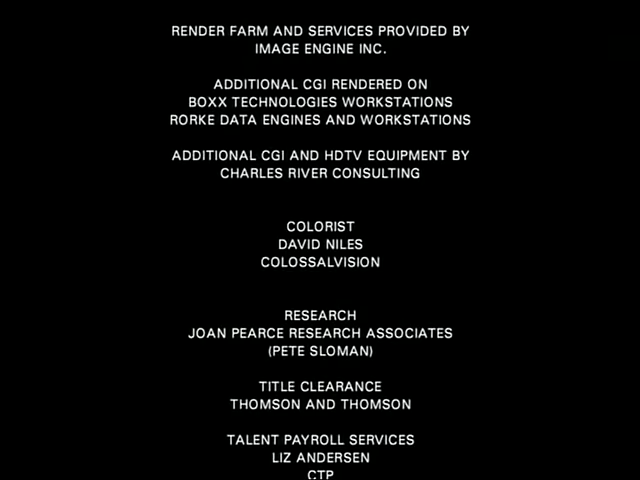 RENDER FARM AND SERVICES PROVIDED BY
IMAGE ENGINE INC.
ADDITIONAL CGI RENDERED ON
BOXX TECHNOLOGIES WORKSTATIONS
RORKE DATA ENGINES AND WORKSTATIONS
ADDITIONAL CGI AND HDTV EQUIPMENT BY
CHARLES RIVER CONSULTING
COLORIST
DAVID NILES
COLOSSALVISION
RESEARCH
JOAN PEARCE RESEARCH ASSOCIATES
(PETE SLOMAN)
TITLE CLEARANCE
THOMSON AND THOMSON
TALENT PAYROLL SERVICES
LIZ ANDERSEN
CTP